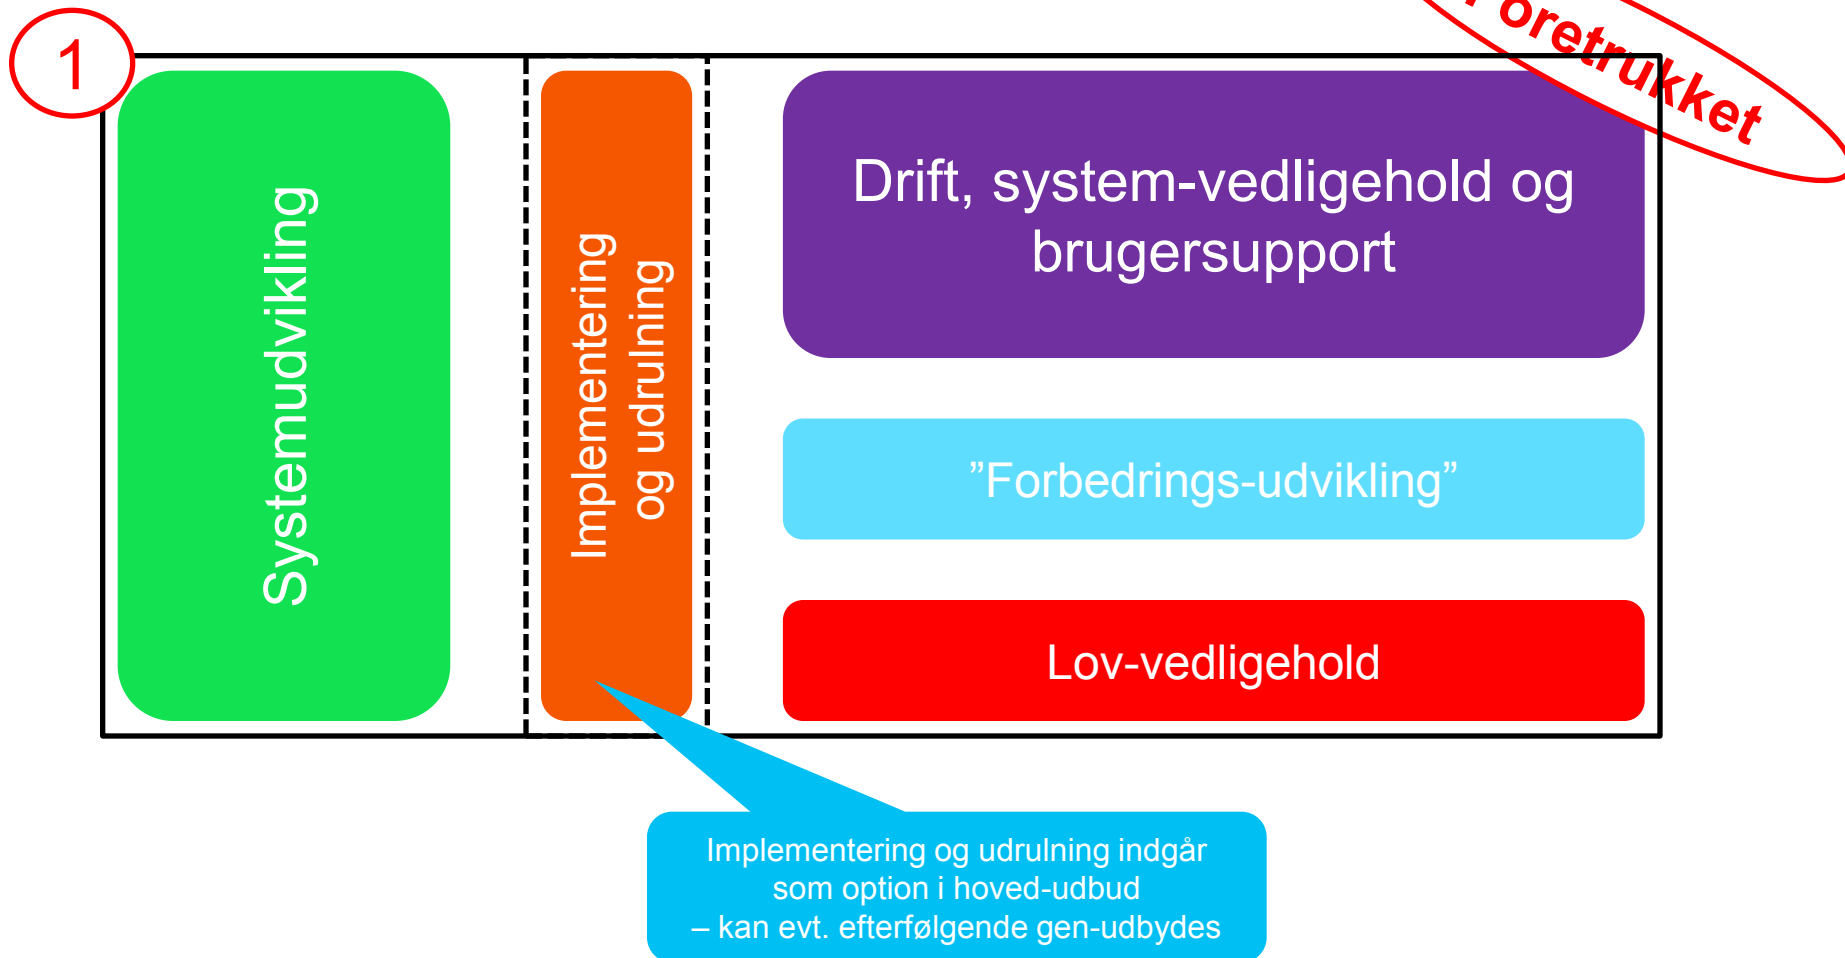 1
Foretrukket
Systemudvikling
Implementering
og udrulning
Drift, system-vedligehold og
brugersupport
”Forbedrings-udvikling”
Lov-vedligehold
Implementering og udrulning indgår
som option i hoved-udbud
– kan evt. efterfølgende gen-udbydes